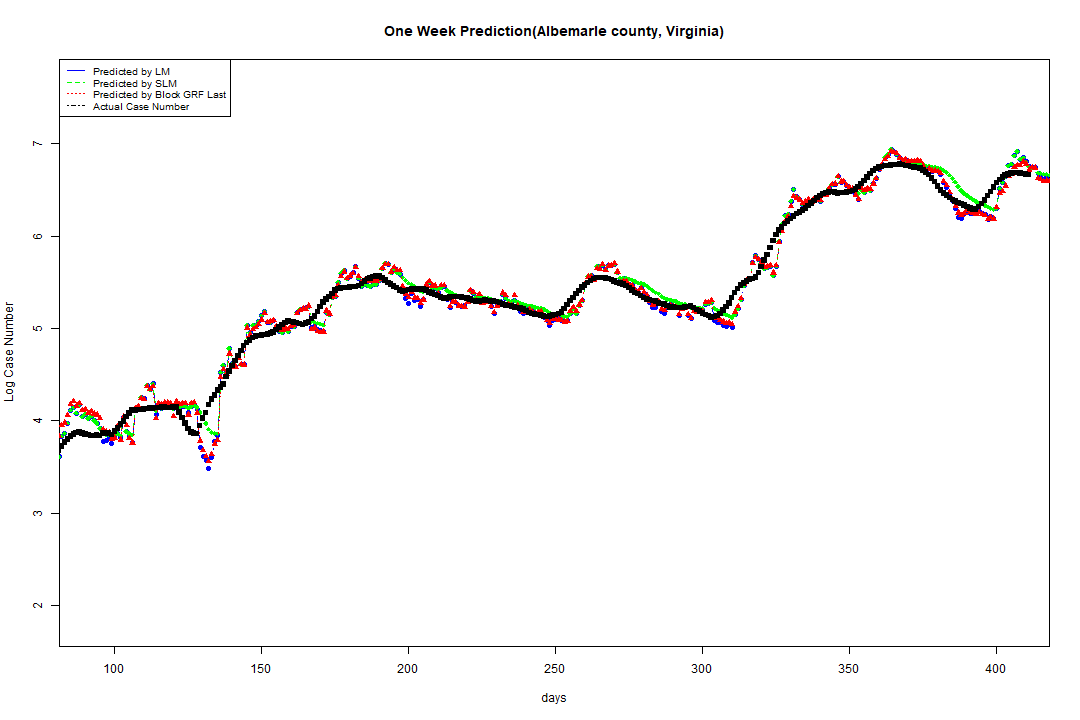 One Week Prediction(Albemarle county, Virginia)
Predicted by LM
Predicted by SLM
Predicted by Block GRF Last
Actual Case Number
7
6
5
4
3
2
Log Case Number
100 150 200 250 300 350 400
days